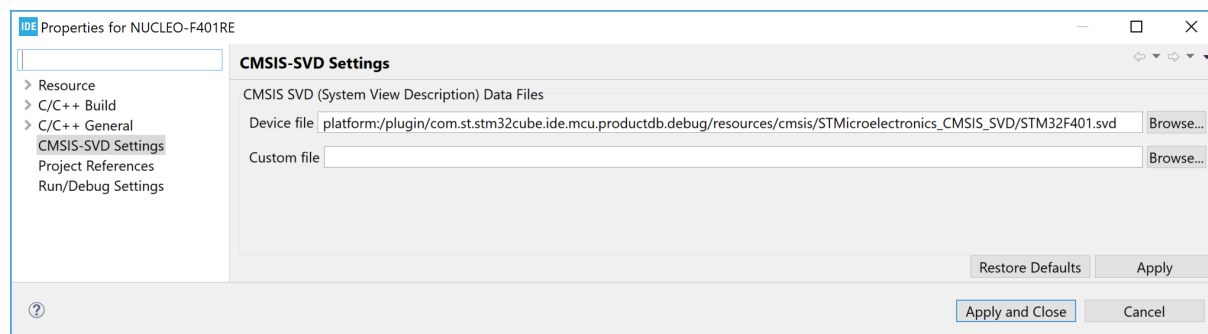 IDE Properties for NUCLEO-F401RE
Resource
C/C++ Build
C/C++ General
CMSIS-SVD Settings
Project References
Run/Debug Settings
CMSIS-SVD Settings
CMSIS SVD (System View Description) Data Files
Device file platform:/plugin/com.st.stm32cube.ide.mcu.productdb.debug/resources/cmsis/STMicroelectronics_CMSIS_SVD/STM32F401.svd Browse...
Custom file Browse...
Restore Defaults Apply
? Apply and Close Cancel